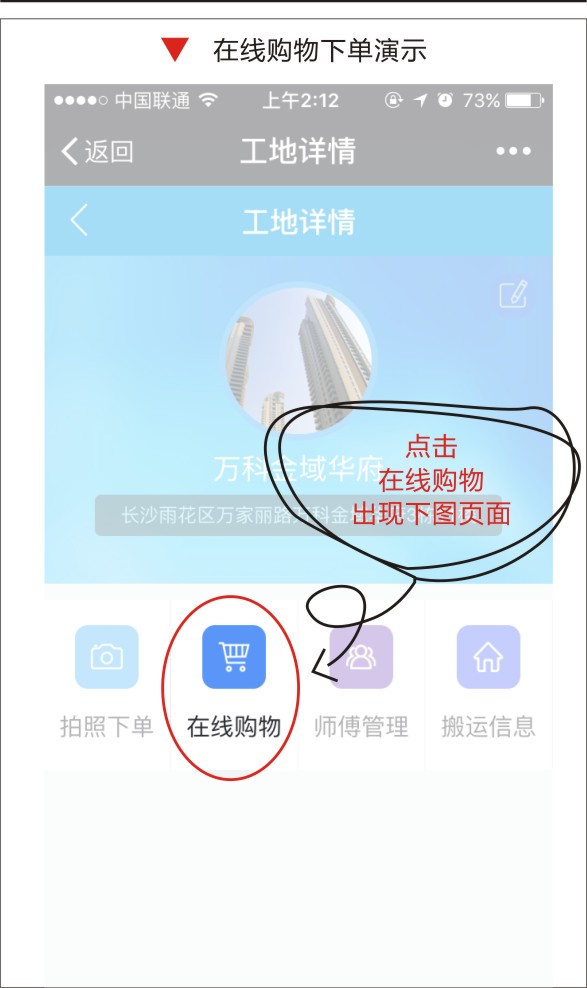 在线购物下单演示
中国联通 上午2:12 73%
返回 工地详情
工地详情
点击
万科金域华府
在线购物
出现下图页面
长沙雨花区万家丽路万科金
拍照下单 在线购物 师傅管理 搬运信息